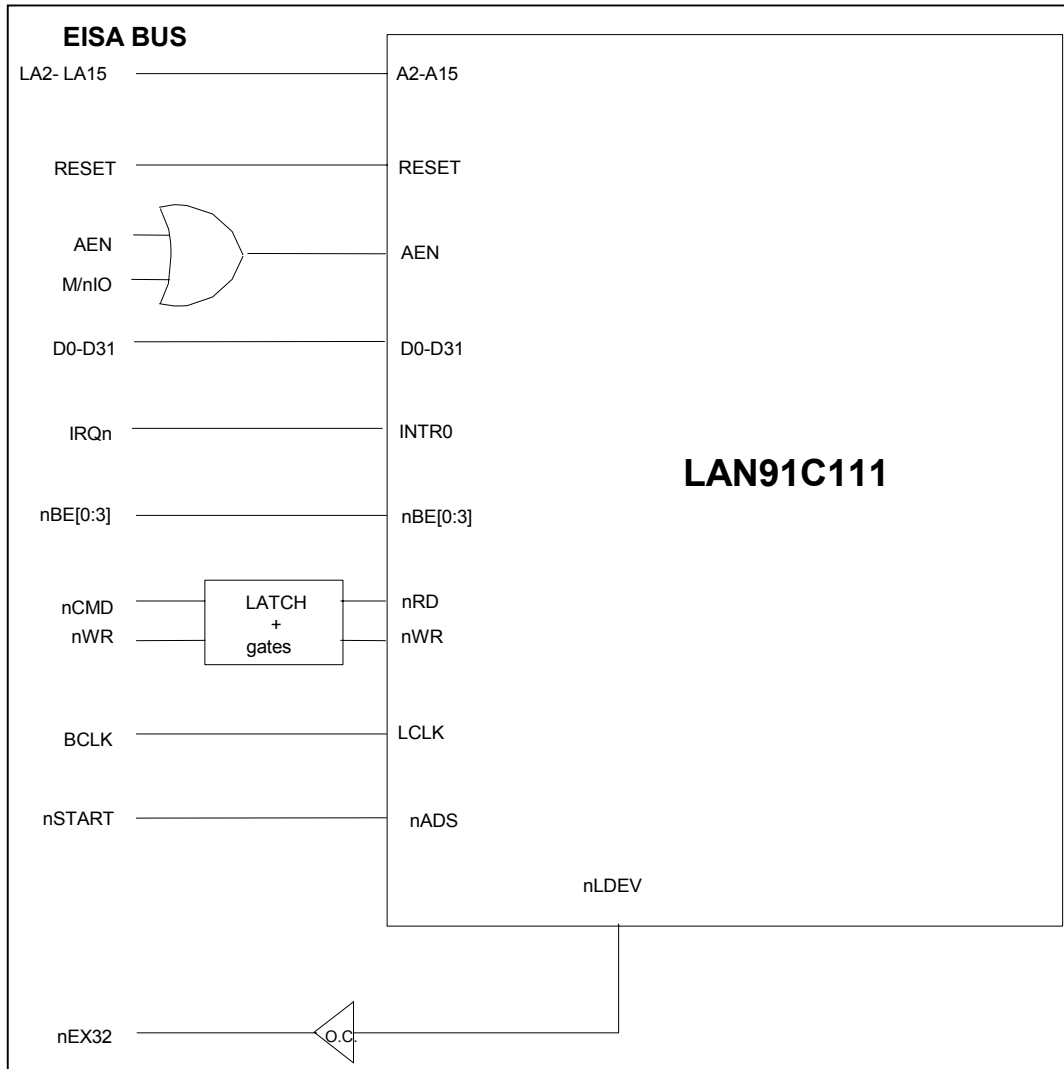 EISA BUS
LA2- LA15
A2-A15
RESET
RESET
AEN
M/nIO
AEN
D0-D31
D0-D31
IRQn
INTR0
LAN91C111
nBE[0:3]
nBE[0:3]
nCMD
nWR
LATCH
+
gates
nRD
nWR
BCLK
LCLK
nSTART
nADS
nLDEV
nEX32
O.C.